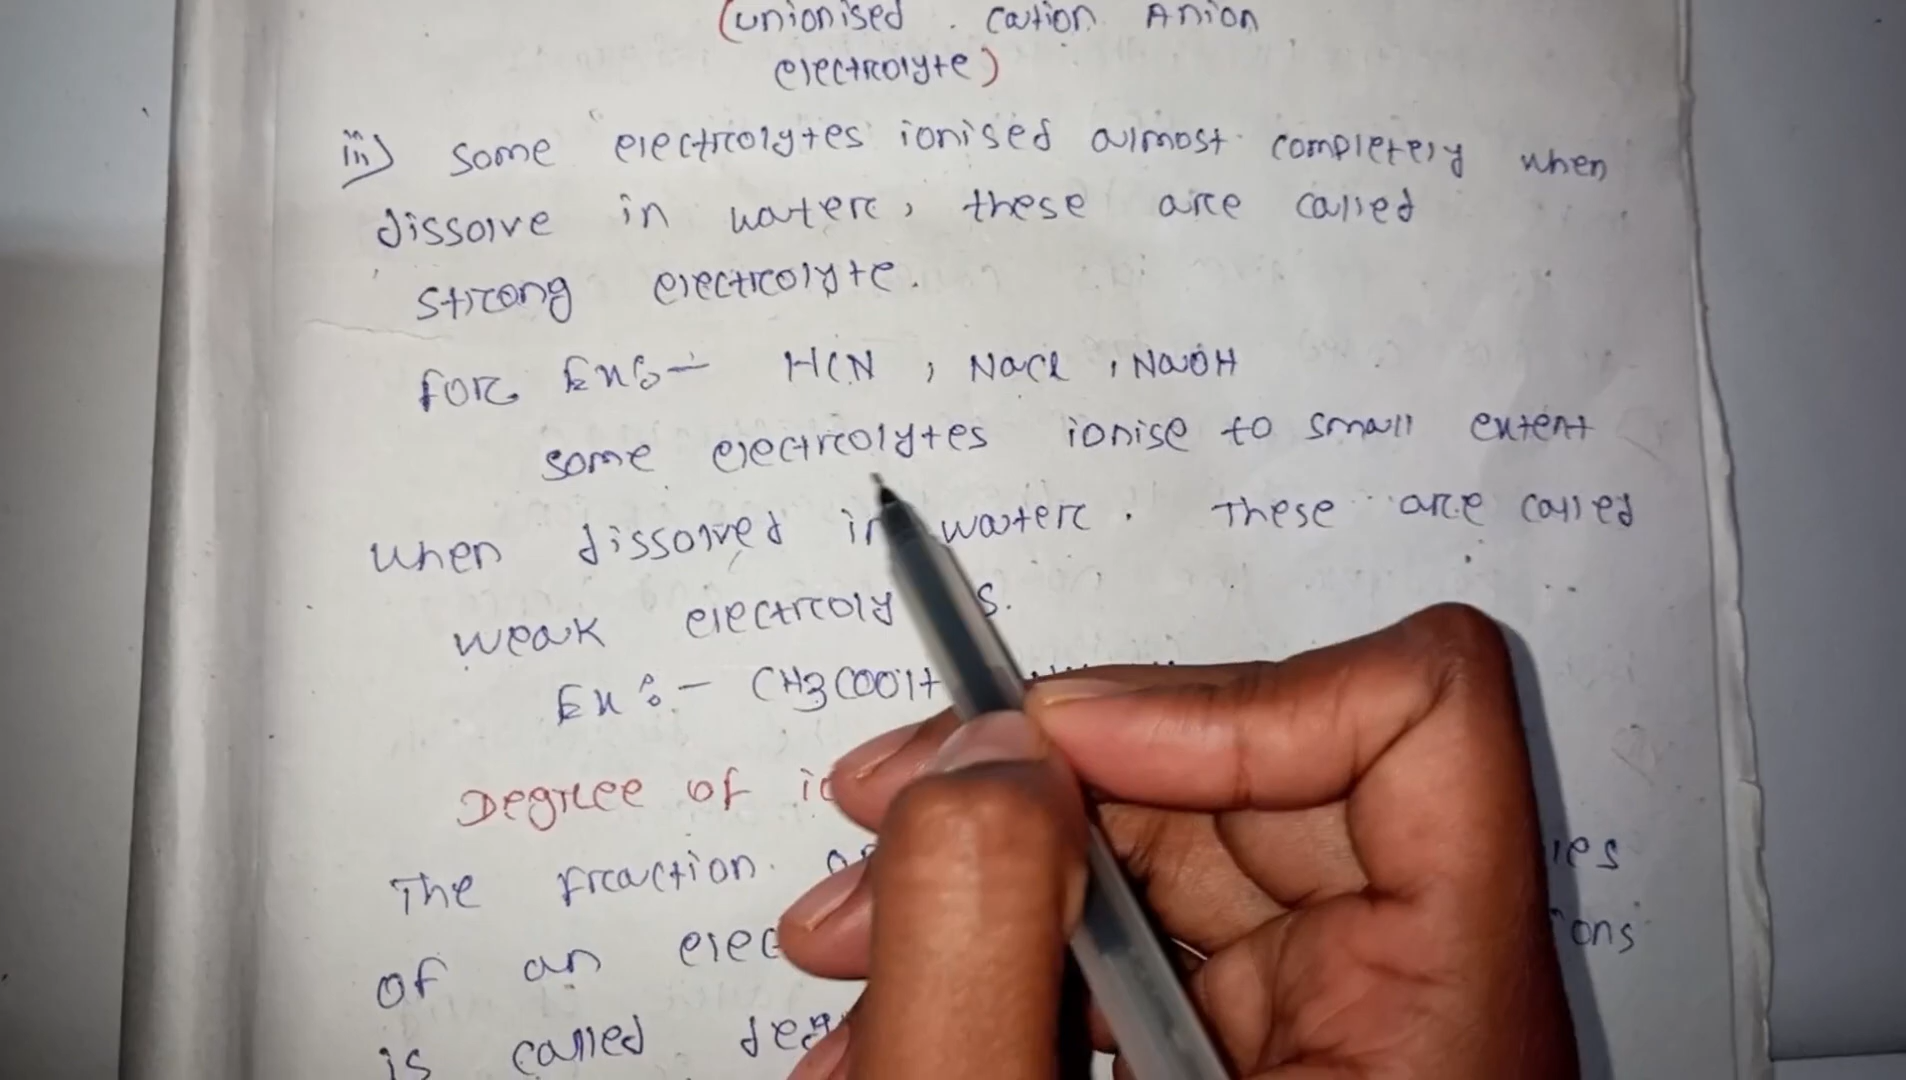 (unionised . cation Anion
electrolyte)
iii) some electrolytes ionised almost completely when
dissolve in water, these are called
strong electrolyte.
for Ex:- HCN , NaCl , NaOH
some electrolytes ionise to small extent
when dissolved in water. These are called
weak electroly s.
Ex:- CH3COOH
Degree of io
The fraction
of an elec ions
is called deg